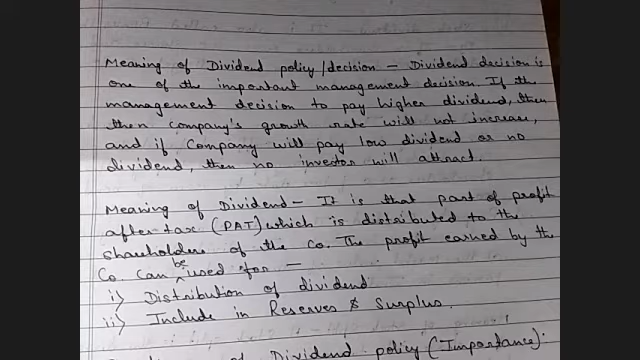 Meaning of Dividend policy/decision - Dividend decision is
one of the important management decision. If the
management decision to pay higher dividend, then
then company's growth rate will not increase,
and if Company will pay low dividend or no
dividend, then no investor will attract.
Meaning of Dividend - It is that part of profit
after tax (PAT) which is distributed to the
shareholders of the Co. The profit earned by the
Co can be used for -
i) Distribution of dividend
ii) Include in Reserves & Surplus.
of Dividend policy (Importance):